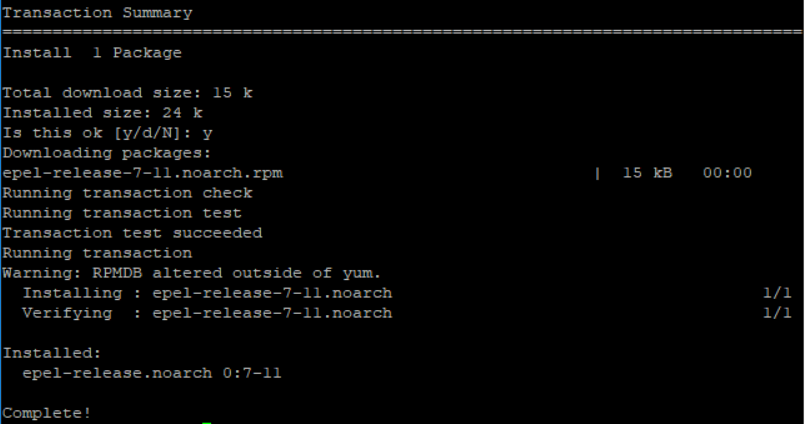 Transaction Summary
================================================================================
Install  1 Package

Total download size: 15 k
Installed size: 24 k
Is this ok [y/d/N]: y
Downloading packages:
epel-release-7-11.noarch.rpm                               |  15 kB   00:00
Running transaction check
Running transaction test
Transaction test succeeded
Running transaction
Warning: RPMDB altered outside of yum.
  Installing : epel-release-7-11.noarch                                     1/1
  Verifying  : epel-release-7-11.noarch                                     1/1

Installed:
  epel-release.noarch 0:7-11

Complete!